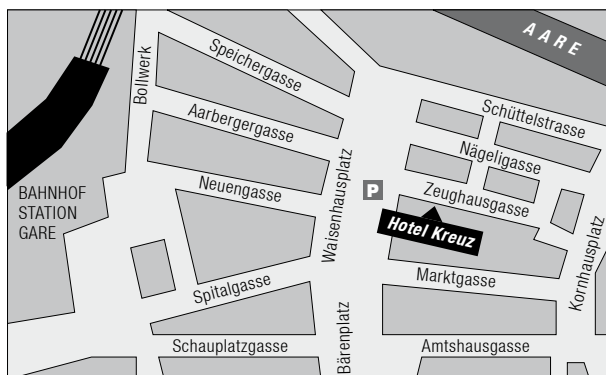 AARE
Speichergasse
Bollwerk
Schüttelstrasse
Aarbergergasse
Nägeligasse
Neuengasse
Waisenhausplatz
P
Zeughausgasse
BAHNHOF
STATION
GARE
Hotel Kreuz
Kornhausplatz
Marktgasse
Spitalgasse
Bärenplatz
Schauplatzgasse
Amtshausgasse